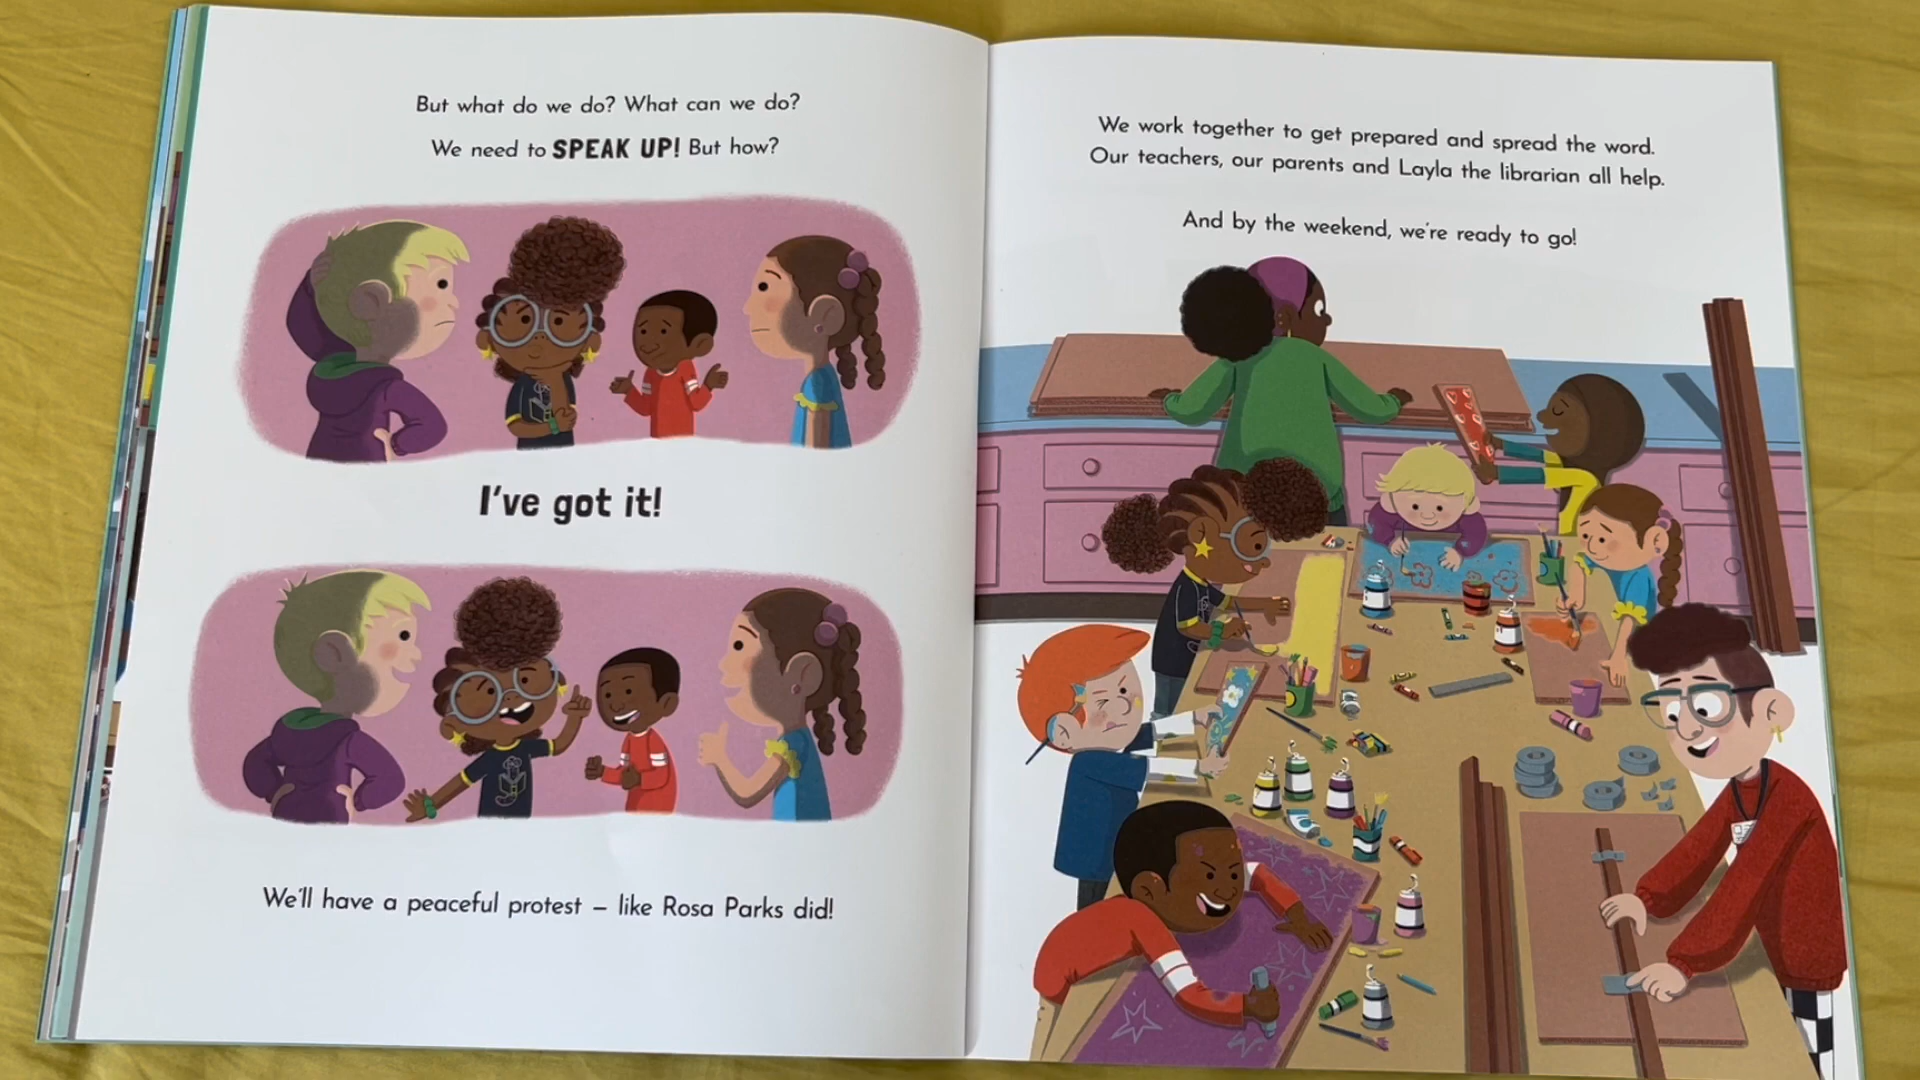 But what do we do? What can we do?
We need to SPEAK UP! But how?
I've got it!
We'll have a peaceful protest – like Rosa Parks did!
We work together to get prepared and spread the word.
Our teachers, our parents and Layla the librarian all help.
And by the weekend, we're ready to go!